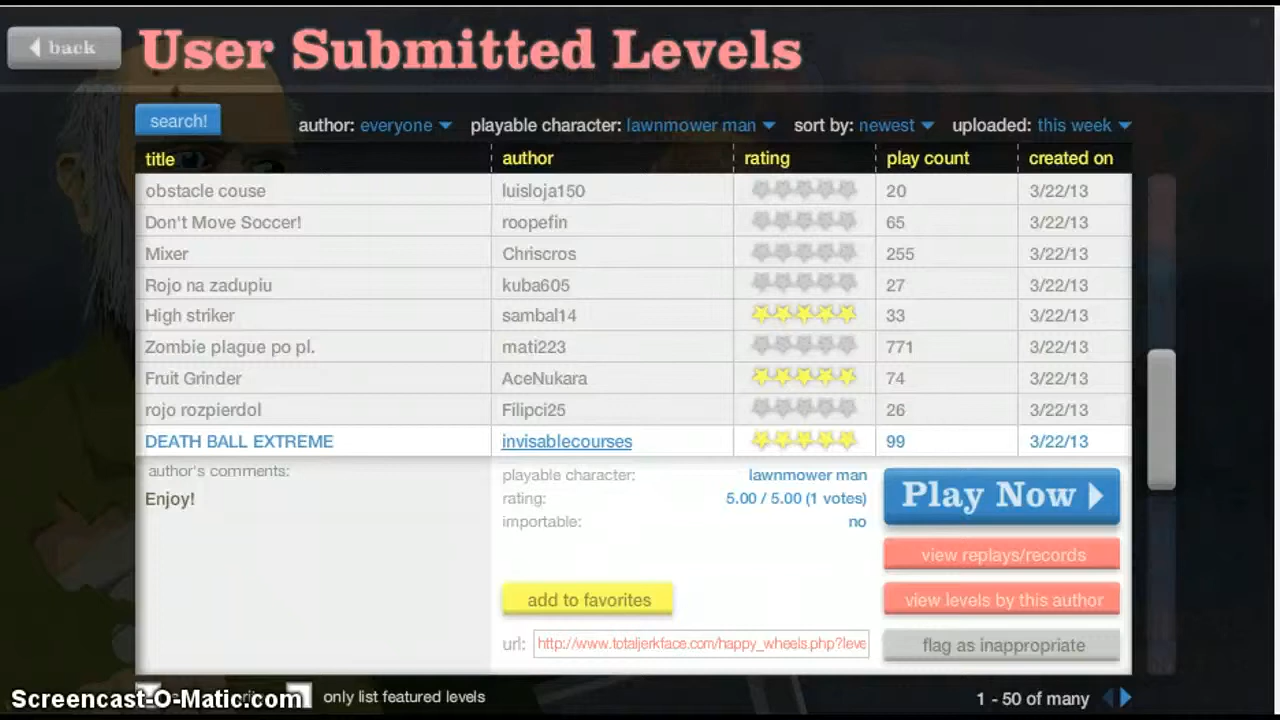 back
User Submitted Levels
search! author: everyone playable character: lawnmower man sort by: newest uploaded: this week
title author rating play count created on
obstacle couse luisloja150 20 3/22/13
Don't Move Soccer! roopefin 65 3/22/13
Mixer Chriscros 255 3/22/13
Rojo na zadupiu kuba605 27 3/22/13
High striker sambal14 33 3/22/13
Zombie plague po pl. mati223 771 3/22/13
Fruit Grinder AceNukara 74 3/22/13
rojo rozpierdol Filipci25 26 3/22/13
DEATH BALL EXTREME invisablecourses 99 3/22/13
author's comments:
Enjoy!
playable character: lawnmower man
rating: 5.00 / 5.00 (1 votes)
importable: no
Play Now
view replays/records
add to favorites
view levels by this author
url: http://www.totaljerkface.com/happy_wheels.php?leve
flag as inappropriate
Screencast-O-Matic.com
only list featured levels
1 - 50 of many